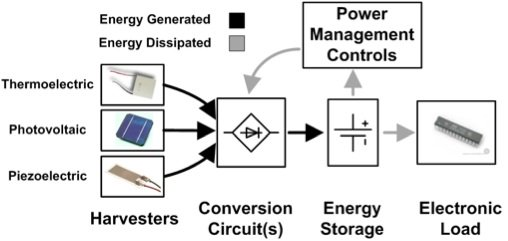 Energy Generated
Energy Dissipated
Power
Management
Controls
Thermoelectric
Photovoltaic
Piezoelectric
+
-
Harvesters
Conversion
Circuit(s)
Energy
Storage
Electronic
Load